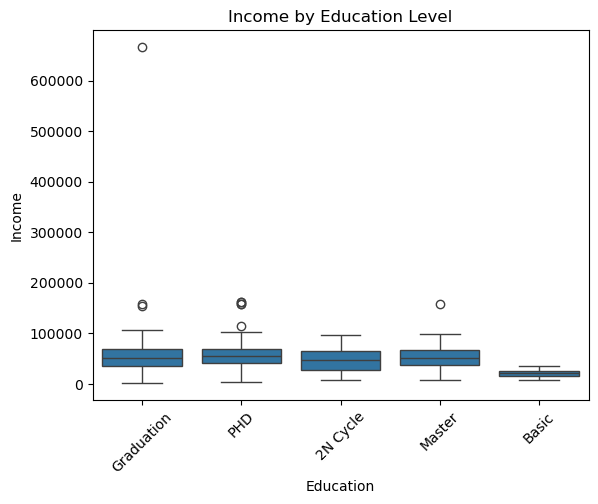 Income by Education Level
Income
600000
500000
400000
300000
200000
100000
0
Graduation
PHD
2N Cycle
Master
Basic
Education